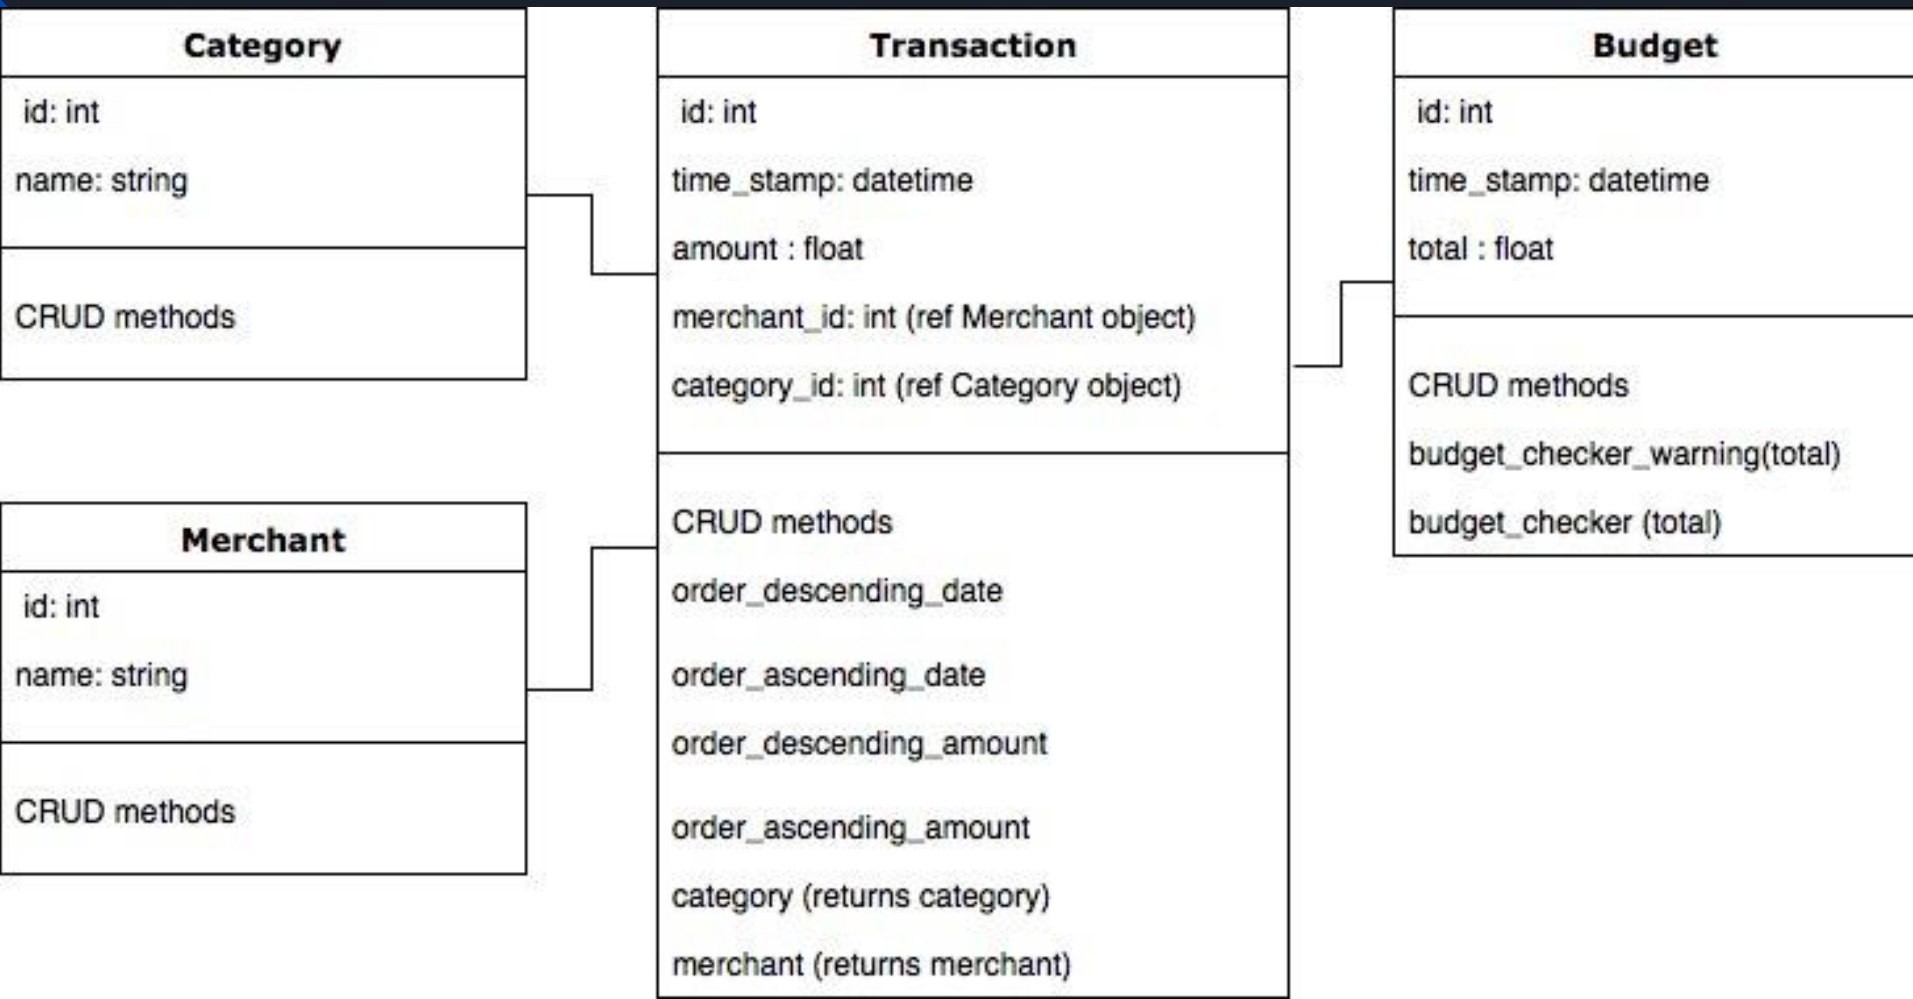 Category
id: int
name: string
CRUD methods
Merchant
id: int
name: string
CRUD methods
Transaction
id: int
time_stamp: datetime
amount : float
merchant_id: int (ref Merchant object)
category_id: int (ref Category object)
CRUD methods
order_descending_date
order_ascending_date
order_descending_amount
order_ascending_amount
category (returns category)
merchant (returns merchant)
Budget
id: int
time_stamp: datetime
total : float
CRUD methods
budget_checker_warning(total)
budget_checker (total)